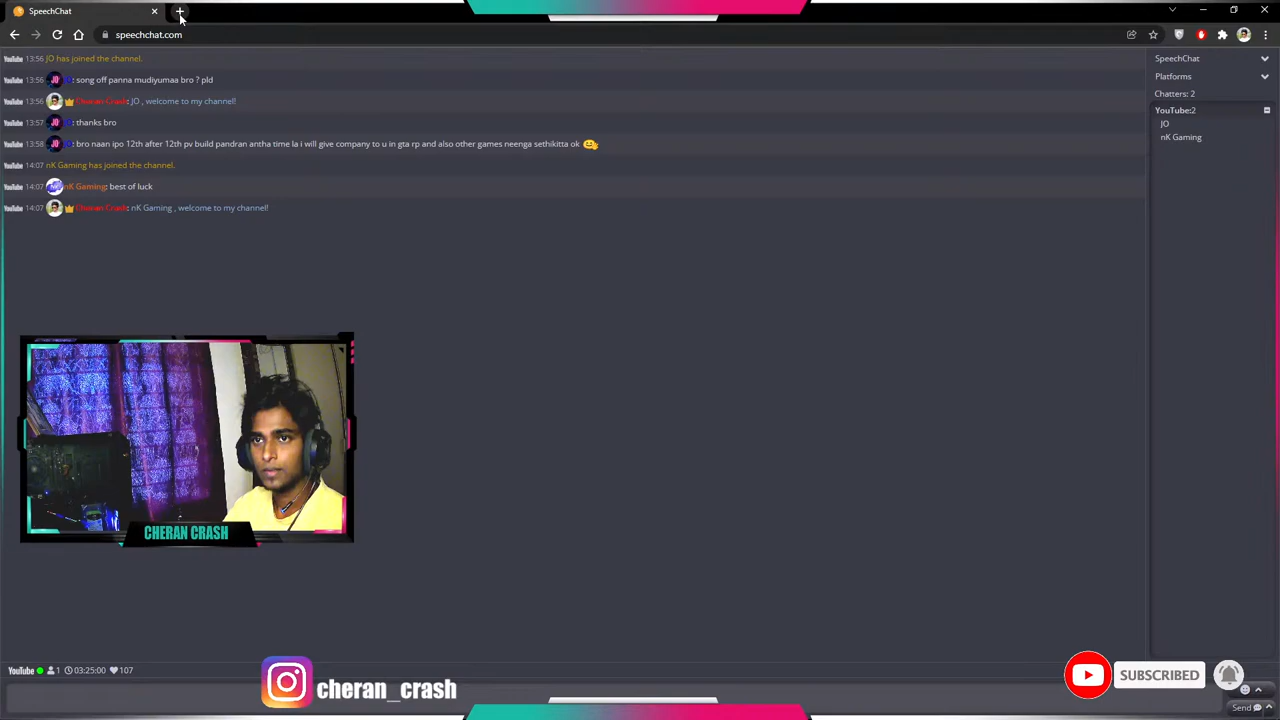 SpeechChat
speechchat.com
YouTube 13:56 JO has joined the channel.
YouTube 13:56 JO: song off panna mudiyumaa bro ? pld
YouTube 13:56 Cheran Crash: JO , welcome to my channel!
YouTube 13:57 JO: thanks bro
YouTube 13:58 JO: bro naan ipo 12th after 12th pv build pandran antha time la i will give company to u in gta rp and also other games neenga sethikitta ok
YouTube 14:07 nK Gaming has joined the channel.
YouTube 14:07 nK Gaming: best of luck
YouTube 14:07 Cheran Crash: nK Gaming , welcome to my channel!
SpeechChat
Platforms
Chatters: 2
YouTube:2
JO
nK Gaming
CHERAN CRASH
YouTube 1 03:25:00 107
cheran_crash
SUBSCRIBED
Send